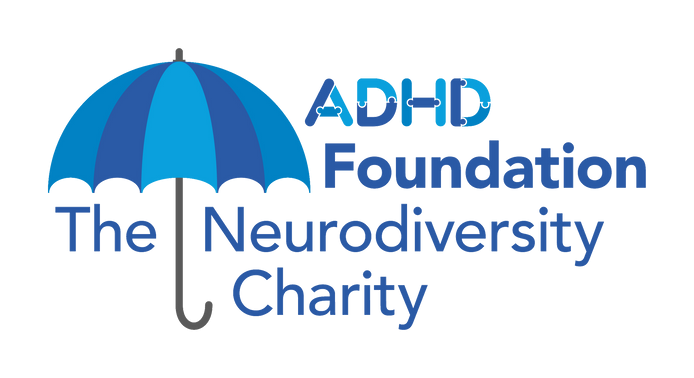 ADHD
Foundation
The Neurodiversity
Charity